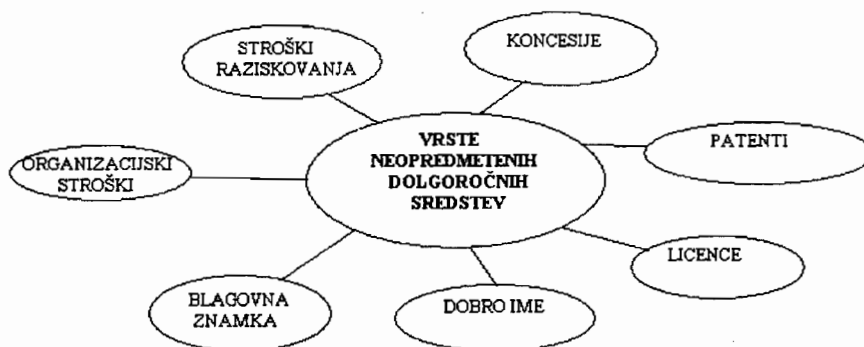 STROŠKI
RAZISKOVANJA
KONCESIJE
VRSTE
NEOPREDMETENIH
DOLGOROČNIH
SREDSTEV
PATENTI
ORGANIZACIJSKI
STROŠKI
LICENCE
BLAGOVNA
ZNAMKA
DOBRO IME